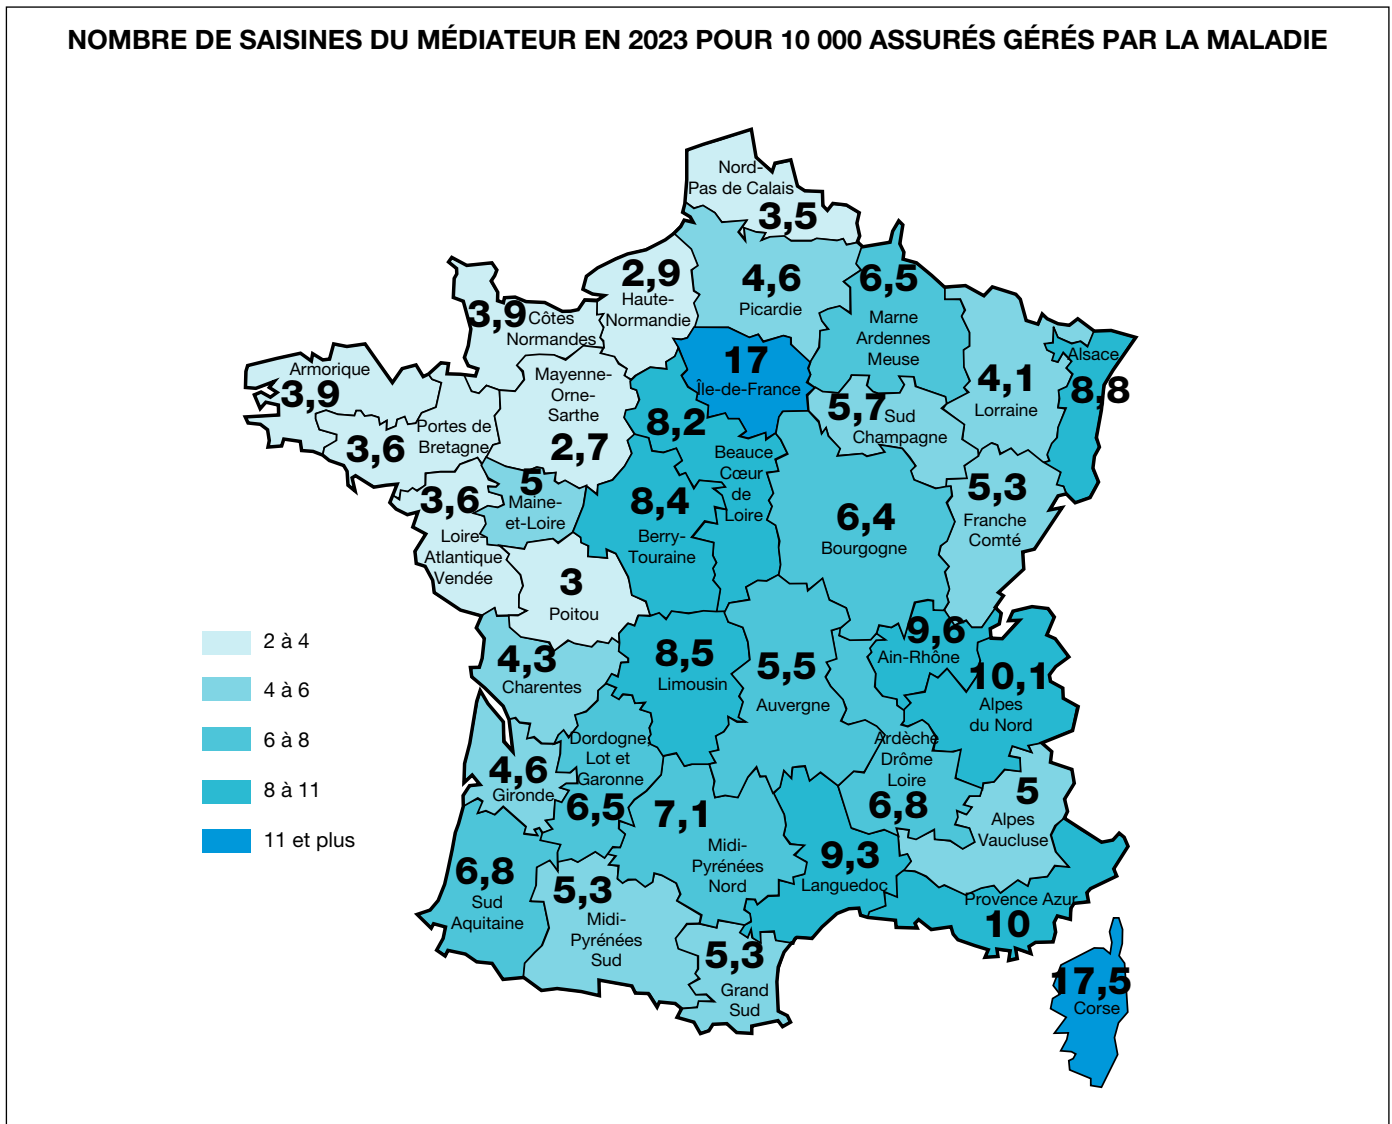 NOMBRE DE SAISINES DU MÉDIATEUR EN 2023 POUR 10 000 ASSURÉS GÉRÉS PAR LA MALADIE
Nord-
Pas de Calais
3,5
2,9
Haute-
Normandie
4,6
Picardie
6,5
Marne
Ardennes
Meuse
3,9 Côtes
Normandes
Armorique
3,9
Mayenne-
Orne-
Sarthe
2,7
17
Île-de-France
4,1
Lorraine
Alsace
8,8
5,7 Sud
Champagne
8,2
Beauce
Cœur
de
Loire
Portes de
Bretagne
3,6
3,6
Loire
Atlantique
Vendée
5
Maine-
et-Loire
8,4
Berry-
Touraine
6,4
Bourgogne
5,3
Franche
Comté
3
Poitou
2 à 4
4 à 6
6 à 8
8 à 11
11 et plus
4,3
Charentes
8,5
Limousin
5,5
Auvergne
9,6
Ain-Rhône
10,1
Alpes
du Nord
Dordogne,
Lot et
Garonne
6,5
4,6
Gironde
Ardèche
Drôme
Loire
6,8
5
Alpes
Vaucluse
7,1
Midi-
Pyrénées
Nord
9,3
Languedoc
6,8
Sud
Aquitaine
5,3
Midi-
Pyrénées
Sud
Provence Azur
10
5,3
Grand
Sud
17,5
Corse